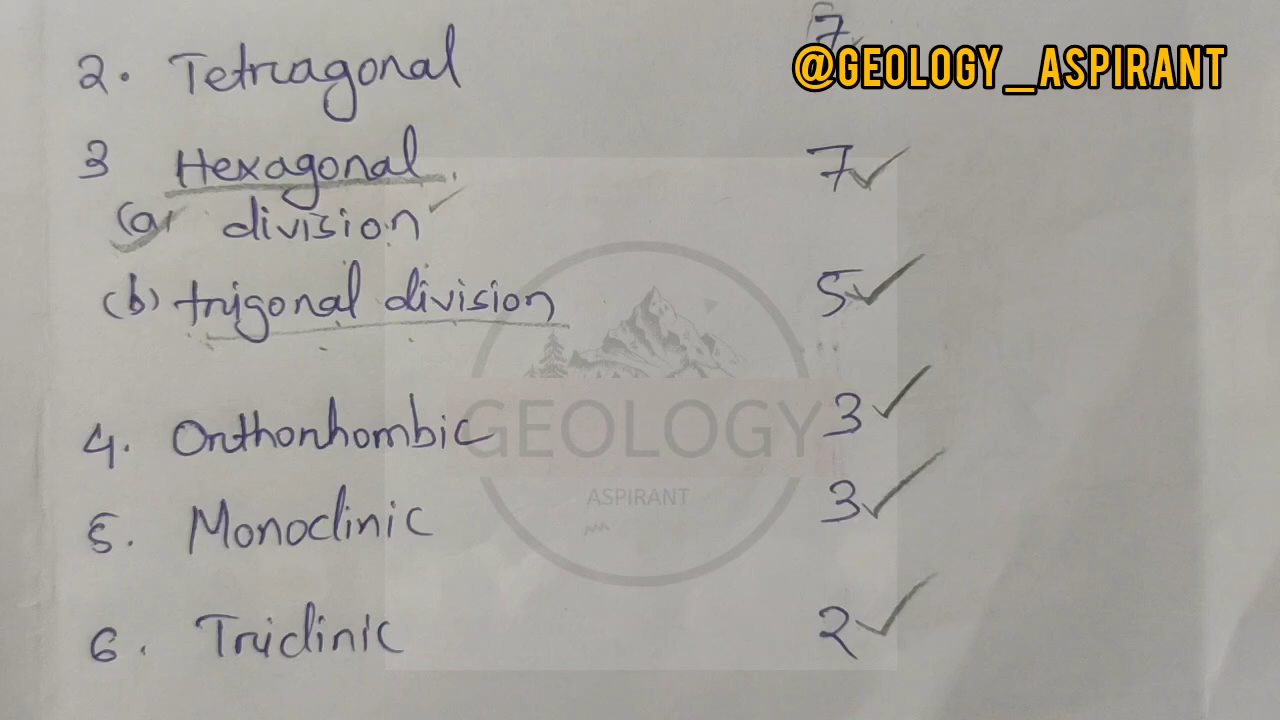 2. Tetragonal 7
@GEOLOGY_ASPIRANT
3 Hexagonal. 7✓
(a) division ✓
(b) trigonal division 5✓
4. Orthorhombic 3✓
GEOLOGY
ASPIRANT
5. Monoclinic 3✓
6. Triclinic 2✓